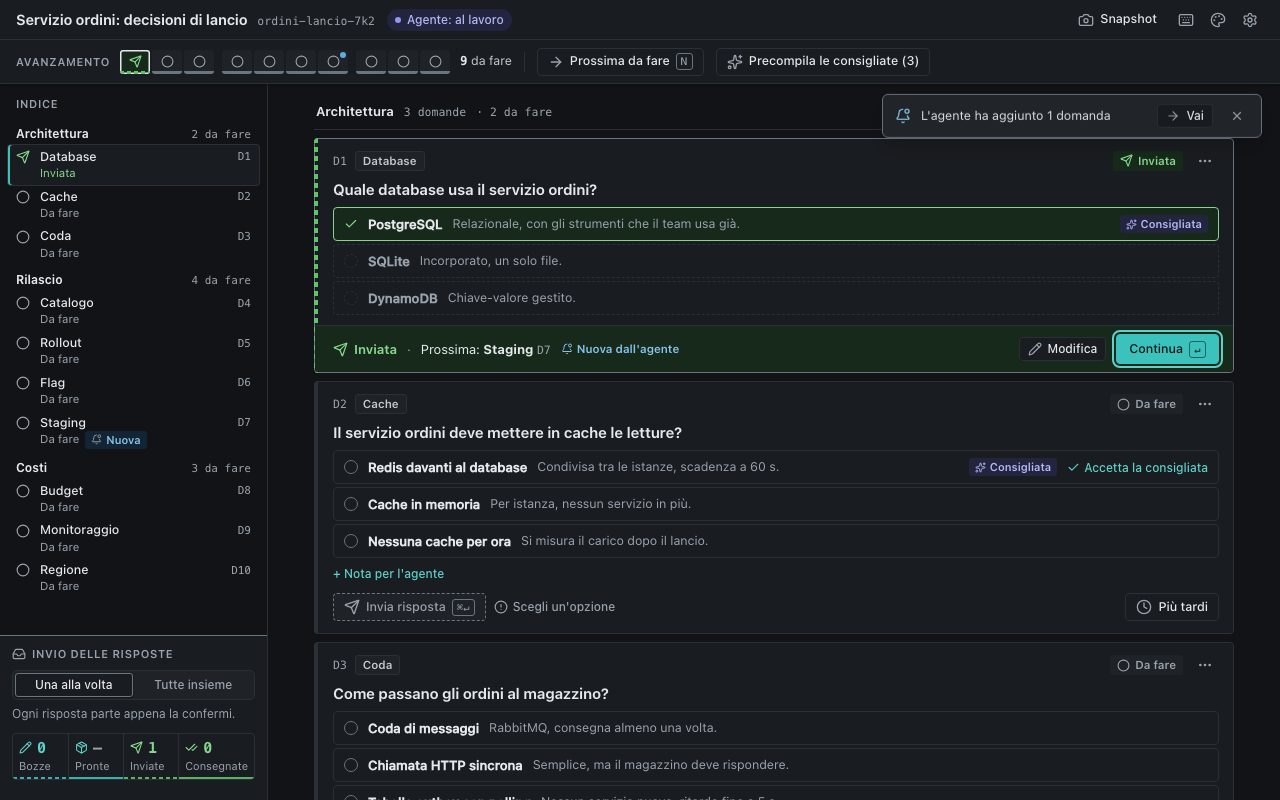 Servizio ordini: decisioni di lancio ordini-lancio-7k2 Agente: al lavoro Snapshot
AVANZAMENTO 9 da fare Prossima da fare N Precompila le consigliate (3)
L'agente ha aggiunto 1 domanda Vai
INDICE
Architettura 2 da fare
Database D1
Inviata
Cache D2
Da fare
Coda D3
Da fare
Rilascio 4 da fare
Catalogo D4
Da fare
Rollout D5
Da fare
Flag D6
Da fare
Staging D7
Da fare Nuova
Costi 3 da fare
Budget D8
Da fare
Monitoraggio D9
Da fare
Regione D10
Da fare
INVIO DELLE RISPOSTE
Una alla volta Tutte insieme
Ogni risposta parte appena la confermi.
0 – 1 0
Bozze Pronte Inviate Consegnate
Architettura 3 domande · 2 da fare
D1 Database Inviata
Quale database usa il servizio ordini?
PostgreSQL Relazionale, con gli strumenti che il team usa già. Consigliata
SQLite Incorporato, un solo file.
DynamoDB Chiave-valore gestito.
Inviata · Prossima: Staging D7 Nuova dall'agente Modifica Continua ↵
D2 Cache Da fare
Il servizio ordini deve mettere in cache le letture?
Redis davanti al database Condivisa tra le istanze, scadenza a 60 s. Consigliata Accetta la consigliata
Cache in memoria Per istanza, nessun servizio in più.
Nessuna cache per ora Si misura il carico dopo il lancio.
+ Nota per l'agente
Invia risposta ⌘↵ Scegli un'opzione Più tardi
D3 Coda Da fare
Come passano gli ordini al magazzino?
Coda di messaggi RabbitMQ, consegna almeno una volta.
Chiamata HTTP sincrona Semplice, ma il magazzino deve rispondere.